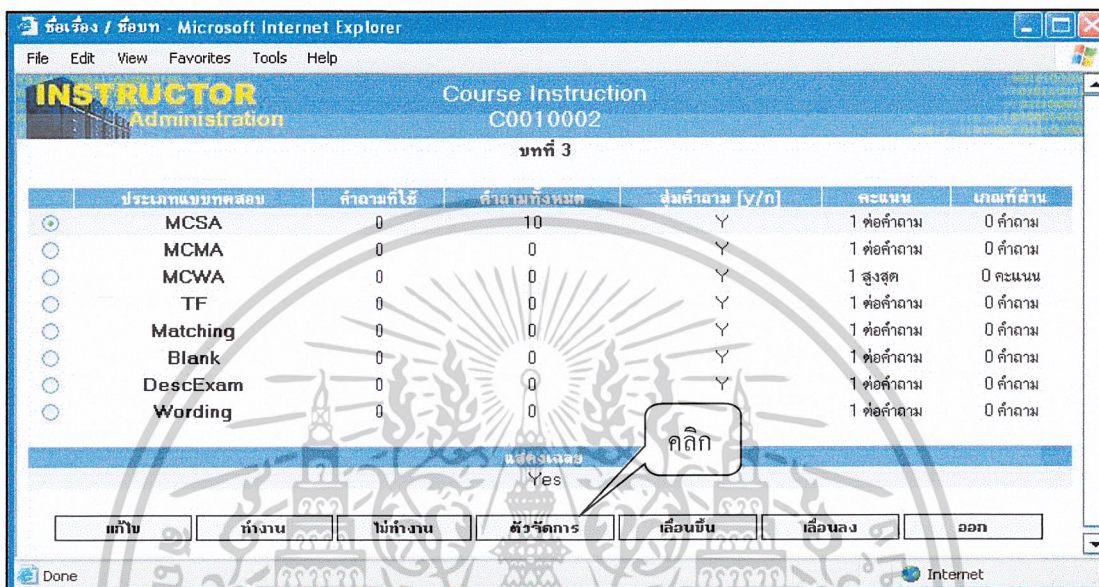 ชื่อเรื่อง / ชื่อบท - Microsoft Internet Explorer
File Edit View Favorites Tools Help
INSTRUCTOR
Administration
Course Instruction
C0010002
บทที่ 3
ประเภทแบบทดสอบ คำถามที่ใช้ คำถามทั้งหมด สุ่มคำถาม [y/n] คะแนน เกณฑ์ผ่าน
MCSA 0 10 Y 1 ต่อคำถาม 0 คำถาม
MCMA 0 0 Y 1 ต่อคำถาม 0 คำถาม
MCWA 0 0 Y 1 สูงสุด 0 คะแนน
TF 0 0 Y 1 ต่อคำถาม 0 คำถาม
Matching 0 0 Y 1 ต่อคำถาม 0 คำถาม
Blank 0 0 Y 1 ต่อคำถาม 0 คำถาม
DescExam 0 0 Y 1 ต่อคำถาม 0 คำถาม
Wording 0 0 1 ต่อคำถาม 0 คำถาม
คลิก
แสดงเฉลย
Yes
แก้ไข ทำงาน ไม่ทำงาน ตัวจัดการ เลื่อนขึ้น เลื่อนลง ออก
Done Internet